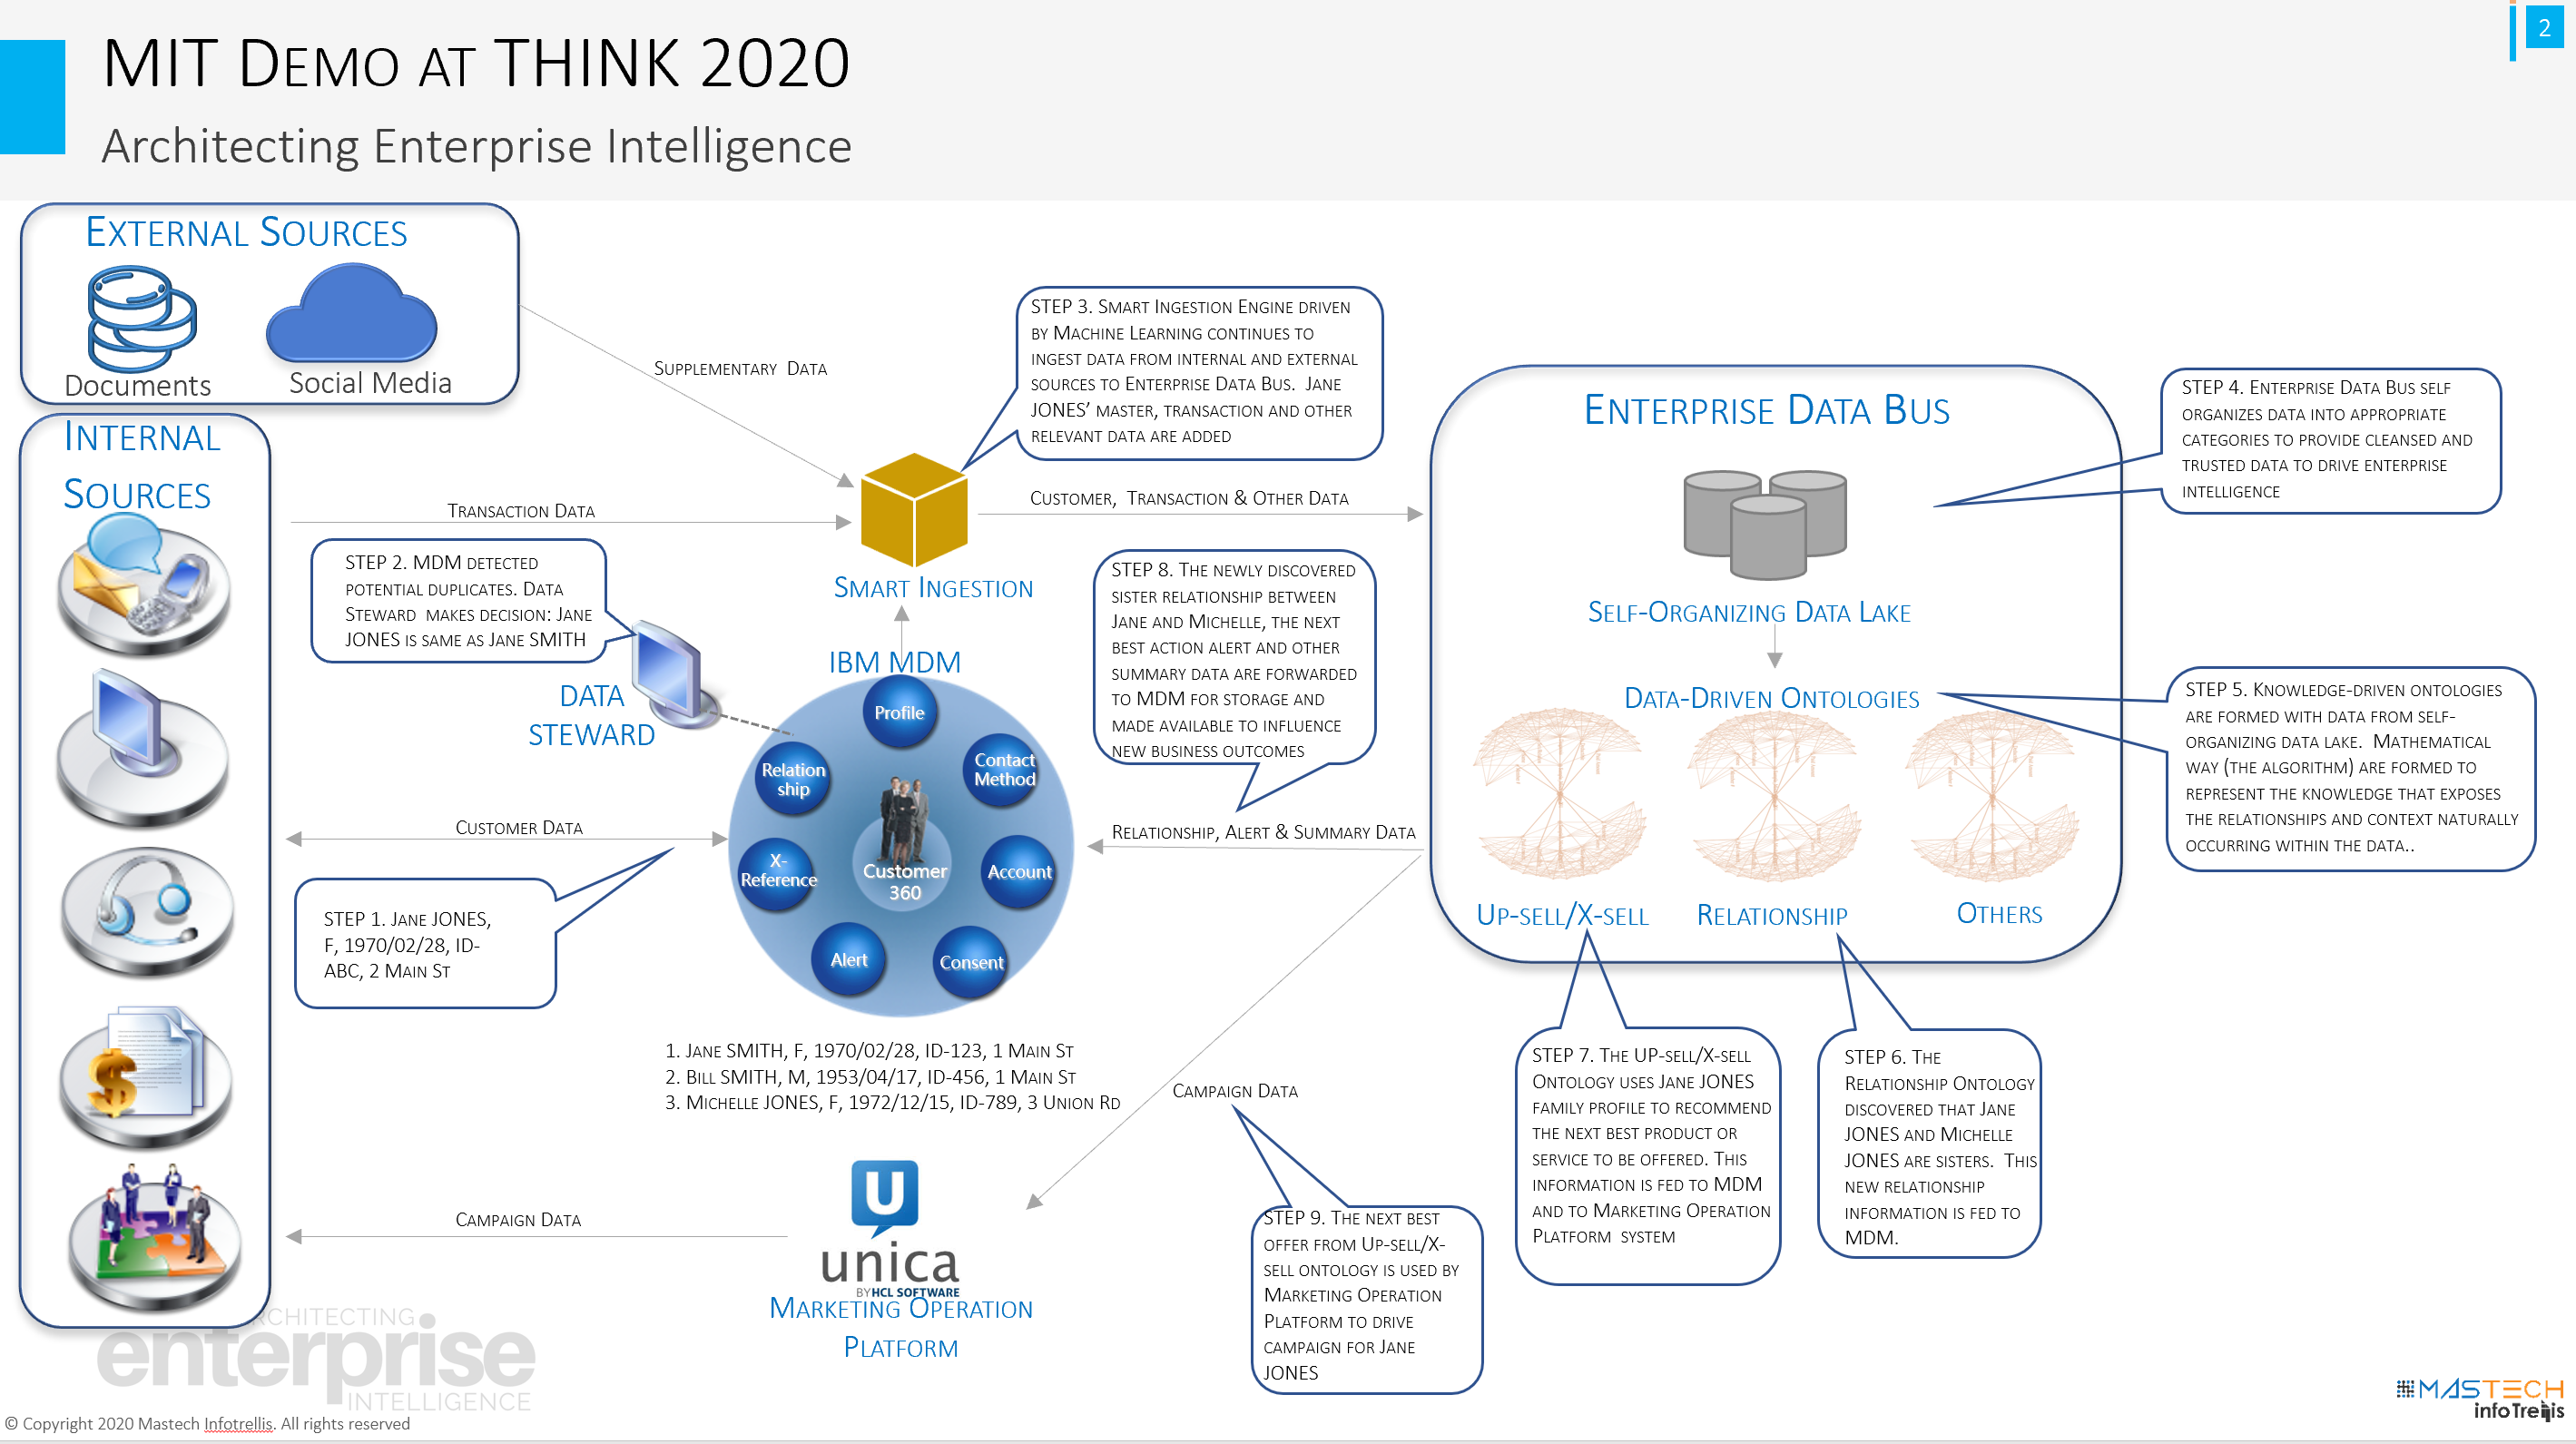 2
MIT Demo at THINK 2020
Architecting Enterprise Intelligence
External Sources
Documents
Social Media
Internal
Sources
Supplementary Data
Transaction Data
STEP 3. Smart Ingestion Engine driven
by Machine Learning continues to
ingest data from internal and external
sources to Enterprise Data Bus. Jane
JONES' master, transaction and other
relevant data are added
Customer, Transaction & Other Data
Smart Ingestion
STEP 2. MDM detected
potential duplicates. Data
Steward makes decision: Jane
JONES is same as Jane SMITH
DATA
STEWARD
IBM MDM
Profile
Contact
Method
Relation
ship
X-
Reference
Customer
360
Account
Alert
Consent
Customer Data
STEP 1. Jane JONES,
F, 1970/02/28, ID-
ABC, 2 Main St
STEP 8. The newly discovered
sister relationship between
Jane and Michelle, the next
best action alert and other
summary data are forwarded
to MDM for storage and
made available to influence
new business outcomes
Relationship, Alert & Summary Data
Enterprise Data Bus
Self-Organizing Data Lake
Data-Driven Ontologies
Up-sell/X-sell
Relationship
Others
STEP 4. Enterprise Data Bus self
organizes data into appropriate
categories to provide cleansed and
trusted data to drive enterprise
intelligence
STEP 5. Knowledge-driven ontologies
are formed with data from self-
organizing data lake. Mathematical
way (the algorithm) are formed to
represent the knowledge that exposes
the relationships and context naturally
occurring within the data..
1. Jane SMITH, F, 1970/02/28, ID-123, 1 Main St
2. Bill SMITH, M, 1953/04/17, ID-456, 1 Main St
3. Michelle JONES, F, 1972/12/15, ID-789, 3 Union Rd
Campaign Data
STEP 7. The UP-sell/X-sell
Ontology uses Jane JONES
family profile to recommend
the next best product or
service to be offered. This
information is fed to MDM
and to Marketing Operation
Platform system
STEP 6. The
Relationship Ontology
discovered that Jane
JONES and Michelle
JONES are sisters. This
new relationship
information is fed to
MDM.
STEP 9. The next best
offer from Up-sell/X-
sell ontology is used by
Marketing Operation
Platform to drive
campaign for Jane
JONES
Campaign Data
U
unica
BY HCL SOFTWARE
Marketing Operation
Platform
RCHITECTING
enterprise
INTELLIGENCE
© Copyright 2020 Mastech Infotrellis. All rights reserved
MASTECH
infoTrellis